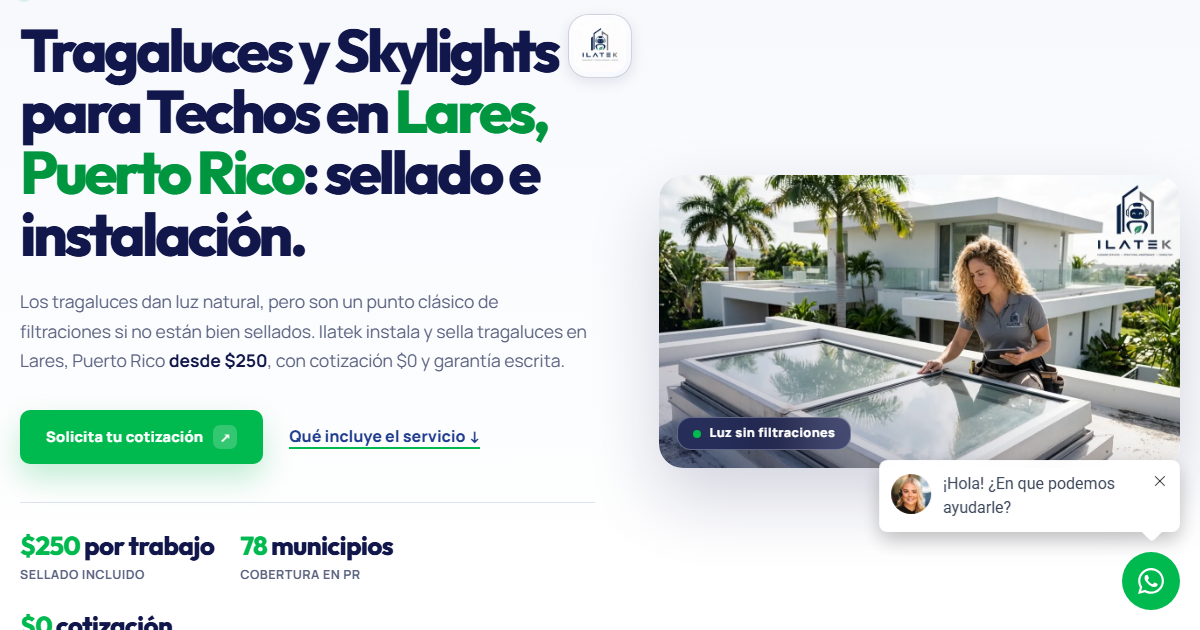 Tragaluces y Skylights
para Techos en Lares,
Puerto Rico: sellado e
instalación.
ILATEK
Los tragaluces dan luz natural, pero son un punto clásico de
filtraciones si no están bien sellados. Ilatek instala y sella tragaluces en
Lares, Puerto Rico desde $250, con cotización $0 y garantía escrita.
Solicita tu cotización ↗
Qué incluye el servicio ↓
$250 por trabajo
SELLADO INCLUIDO
78 municipios
COBERTURA EN PR
$0 cotización
ILATEK
Luz sin filtraciones
¡Hola! ¿En que podemos
ayudarle?